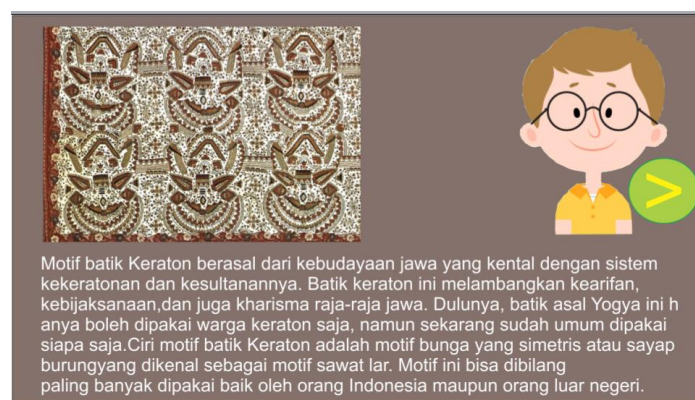 >
Motif batik Keraton berasal dari kebudayaan jawa yang kental dengan sistem
kekeratonan dan kesultanannya. Batik keraton ini melambangkan kearifan,
kebijaksanaan,dan juga kharisma raja-raja jawa. Dulunya, batik asal Yogya ini h
anya boleh dipakai warga keraton saja, namun sekarang sudah umum dipakai
siapa saja.Ciri motif batik Keraton adalah motif bunga yang simetris atau sayap
burungyang dikenal sebagai motif sawat lar. Motif ini bisa dibilang
paling banyak dipakai baik oleh orang Indonesia maupun orang luar negeri.